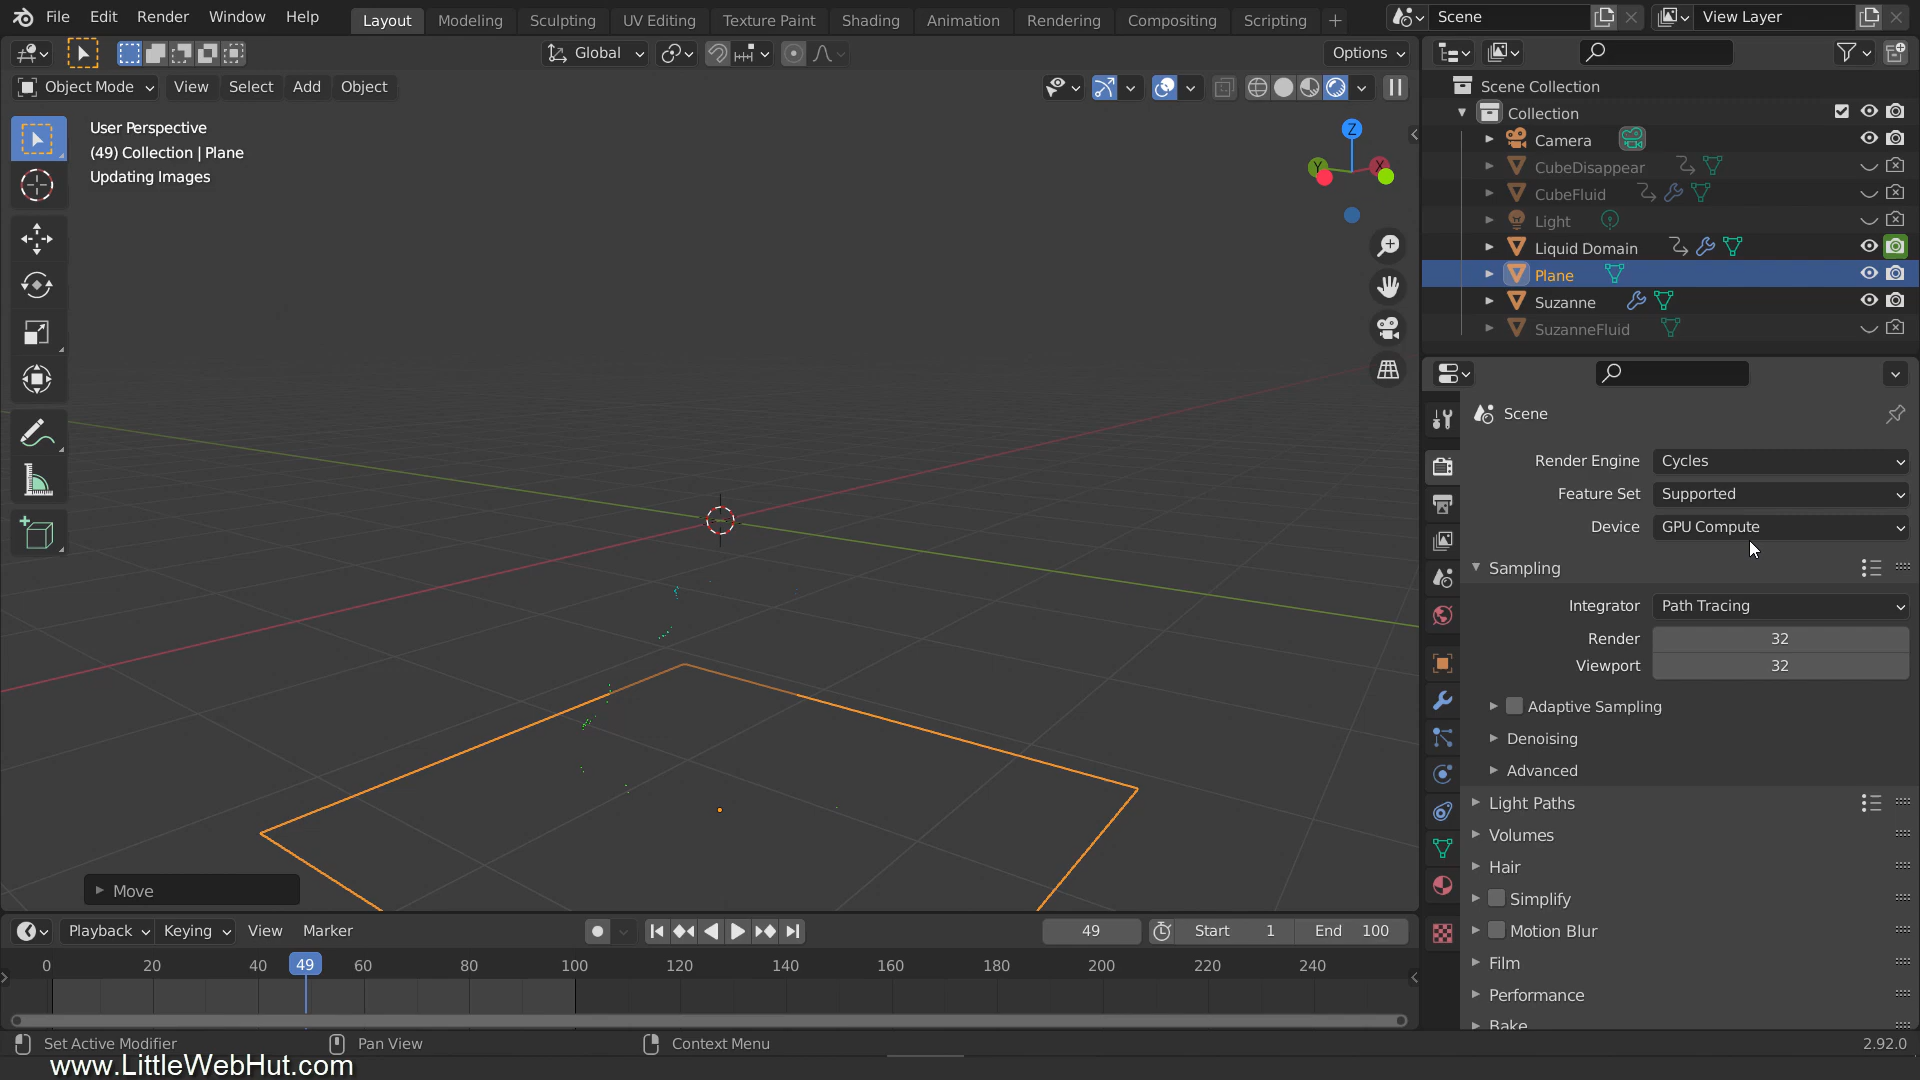 File Edit Render Window Help Layout Modeling Sculpting UV Editing Texture Paint Shading Animation Rendering Compositing Scripting + Scene View Layer
Global Options
Object Mode View Select Add Object
User Perspective
(49) Collection | Plane
Updating Images
Z
Y
X
Move
Scene Collection
Collection
Camera
CubeDisappear
CubeFluid
Light
Liquid Domain
Plane
Suzanne
SuzanneFluid
Scene
Render Engine Cycles
Feature Set Supported
Device GPU Compute
Sampling
Integrator Path Tracing
Render 32
Viewport 32
Adaptive Sampling
Denoising
Advanced
Light Paths
Volumes
Hair
Simplify
Motion Blur
Film
Performance
Bake
Playback Keying View Marker 49 Start 1 End 100
0 20 40 49 60 80 100 120 140 160 180 200 220 240
Set Active Modifier Pan View Context Menu 2.92.0
www.LittleWebHut.com